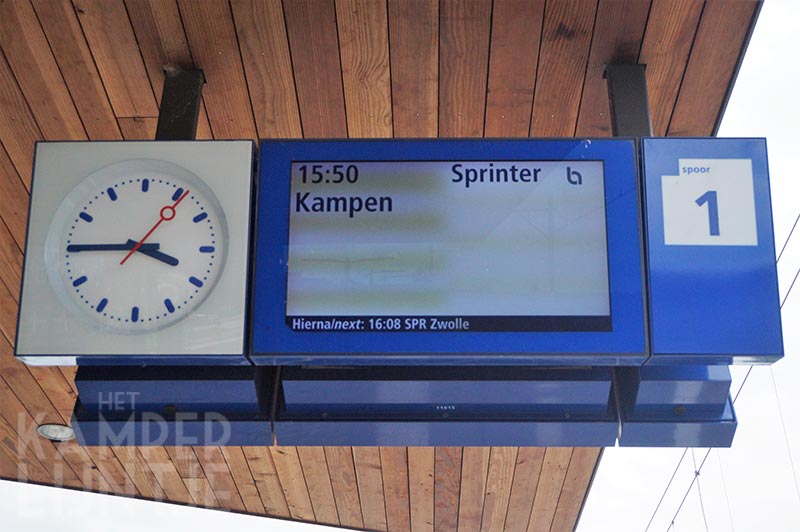 15:50 Sprinter
Kampen
Hierna/next: 16:08 SPR Zwolle
spoor
1
HET
KAMPER
LIJNTJE